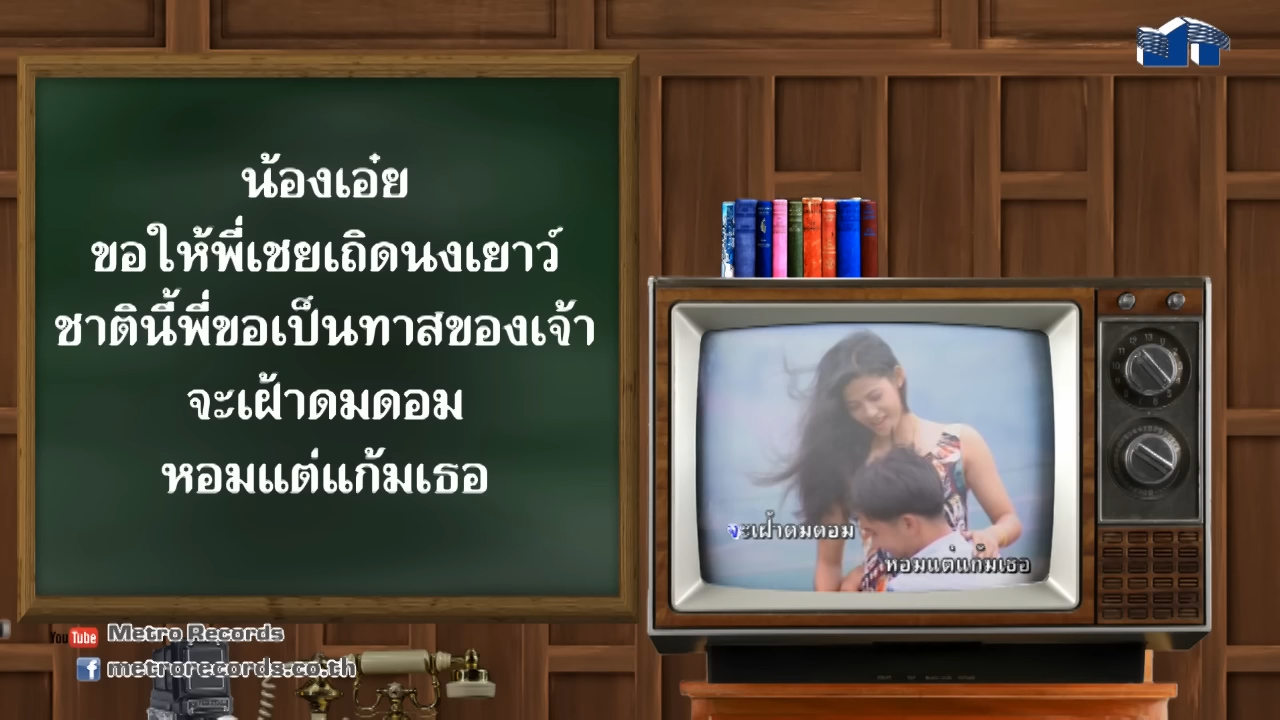 น้องเอ๋ย
ขอให้พี่เชยเถิดนงเยาว์
ชาตินี้พี่ขอเป็นทาสของเจ้า
จะเฝ้าดมดอม
หอมแต่แก้มเธอ
จะเฝ้าดมดอม
หอมแต่แก้มเธอ
YouTube Metro Records
f metrorecords.co.th